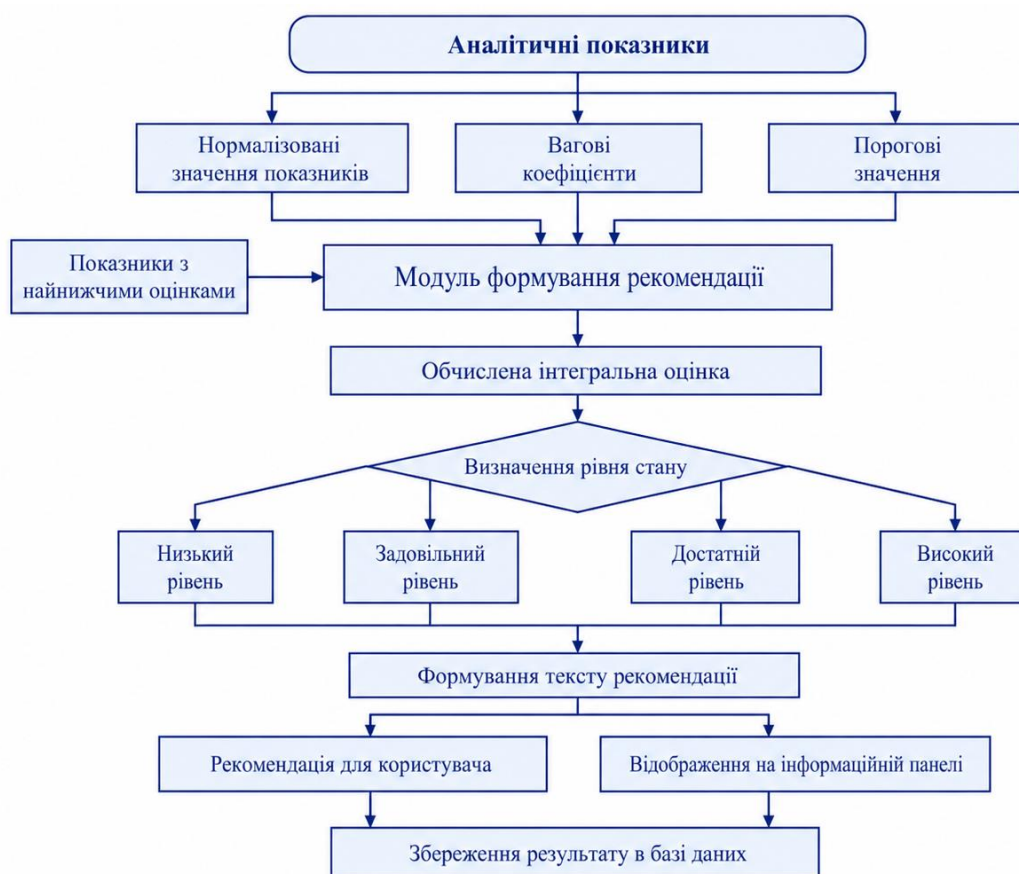 Аналітичні показники
Нормалізовані
значення показників
Вагові
коефіцієнти
Порогові
значення
Показники з
найнижчими оцінками
Модуль формування рекомендації
Обчислена інтегральна оцінка
Визначення рівня стану
Низький
рівень
Задовільний
рівень
Достатній
рівень
Високий
рівень
Формування тексту рекомендації
Рекомендація для користувача
Відображення на інформаційній панелі
Збереження результату в базі даних